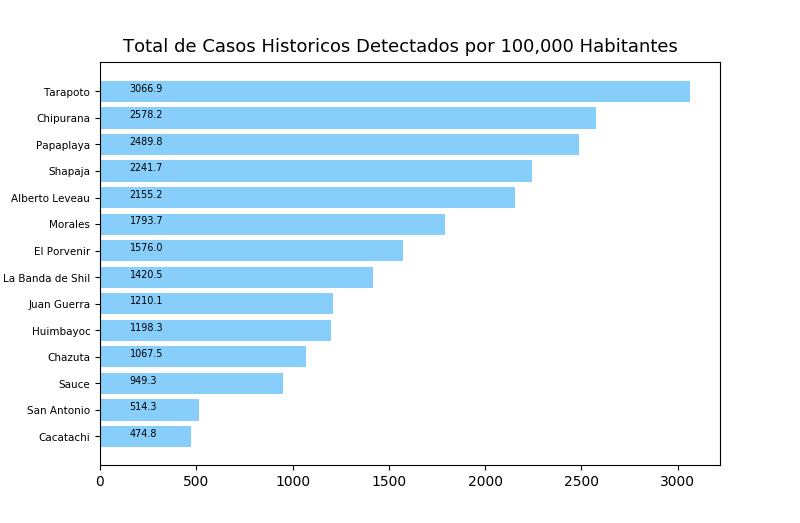 Total de Casos Historicos Detectados por 100,000 Habitantes
Tarapoto 3066.9
Chipurana 2578.2
Papaplaya 2489.8
Shapaja 2241.7
Alberto Leveau 2155.2
Morales 1793.7
El Porvenir 1576.0
La Banda de Shil 1420.5
Juan Guerra 1210.1
Huimbayoc 1198.3
Chazuta 1067.5
Sauce 949.3
San Antonio 514.3
Cacatachi 474.8
0 500 1000 1500 2000 2500 3000